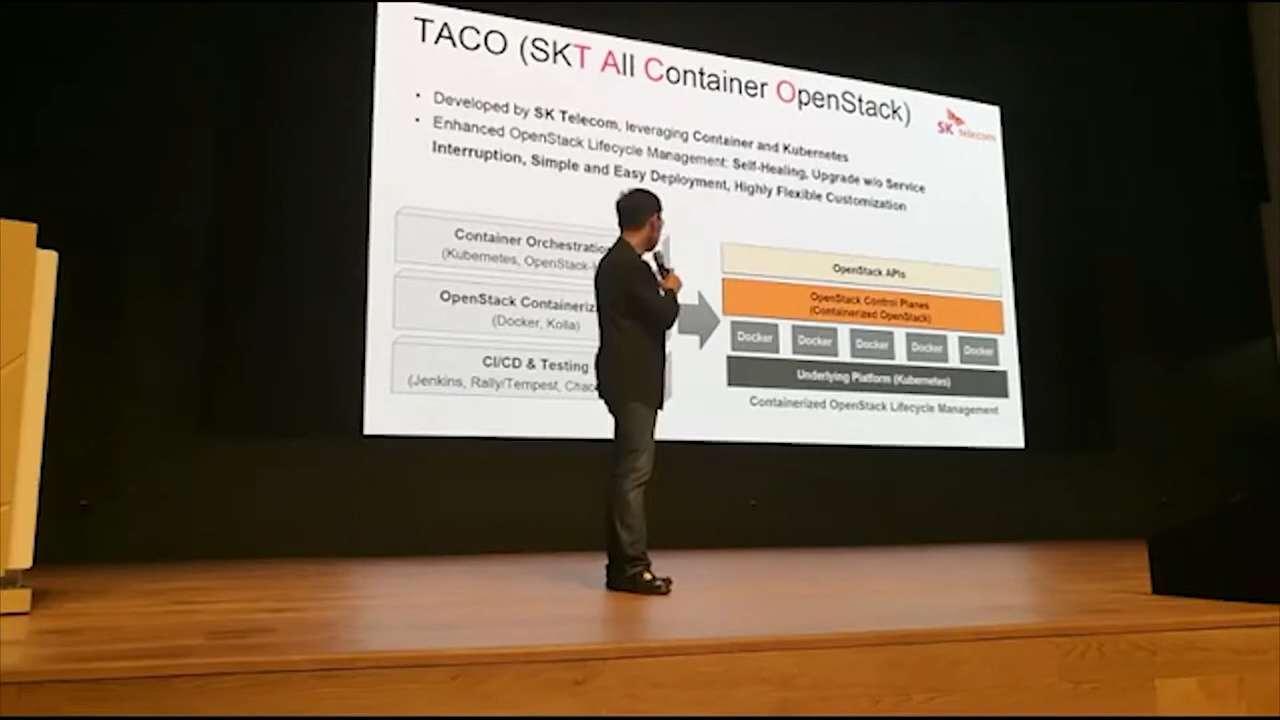 TACO (SKT All Container OpenStack)
SK telecom
• Developed by SK Telecom, leveraging Container and Kubernetes
• Enhanced OpenStack Lifecycle Management: Self-Healing, Upgrade w/o Service
Interruption, Simple and Easy Deployment, Highly Flexible Customization
Container Orchestratio
(Kubernetes, OpenStack-
OpenStack Containeriz
(Docker, Kolla)
CI/CD & Testing
(Jenkins, Rally/Tempest,
OpenStack APIs
OpenStack Control Planes
(Containerized OpenStack)
Docker Docker Docker Docker Docker
Underlying Platform (Kubernetes)
Containerized OpenStack Lifecycle Management